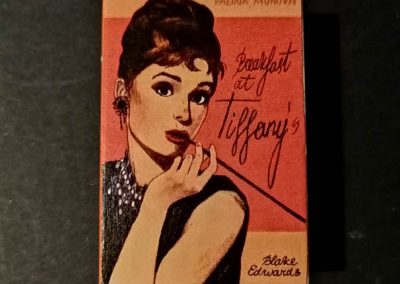 Breakfast
at
Tiffany's
Blake
Edwards